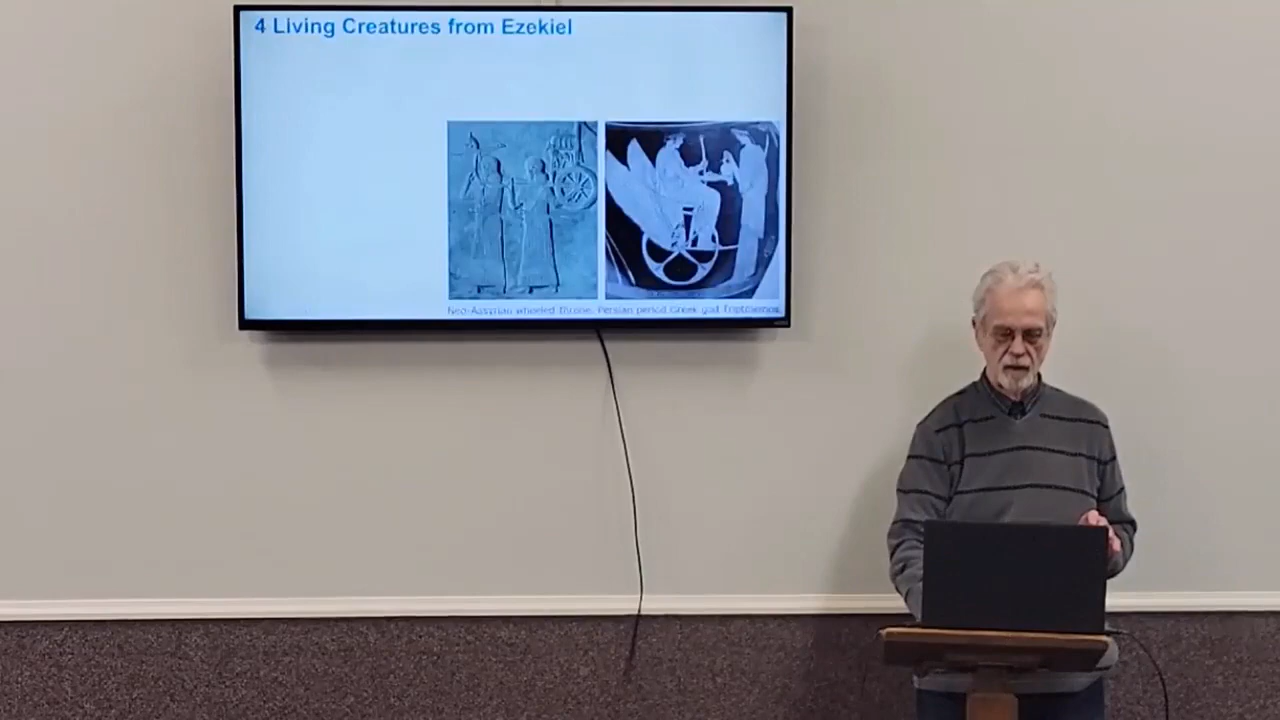 4 Living Creatures from Ezekiel
Neo-Assyrian wheeled throne, Persian period Greek god Triptolemos